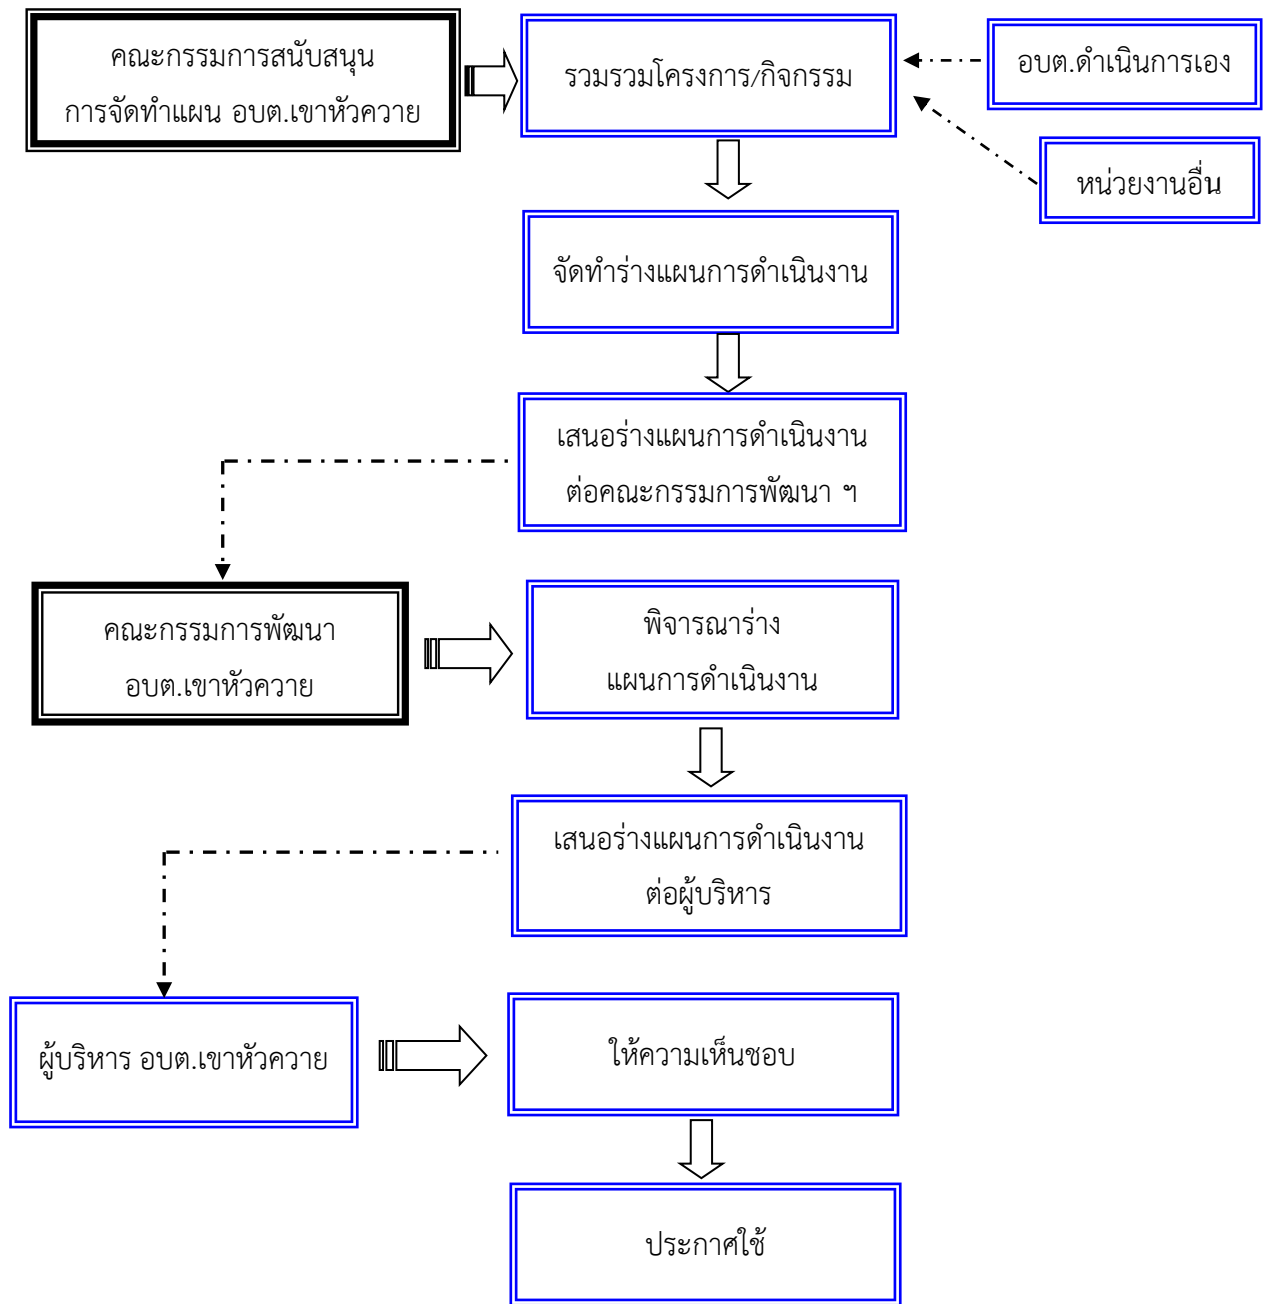 คณะกรรมการสนับสนุน
การจัดทำแผน อบต.เขาหัวควาย
รวมรวมโครงการ/กิจกรรม
อบต.ดำเนินการเอง
หน่วยงานอื่น
จัดทำร่างแผนการดำเนินงาน
เสนอร่างแผนการดำเนินงาน
ต่อคณะกรรมการพัฒนา ฯ
คณะกรรมการพัฒนา
อบต.เขาหัวควาย
พิจารณาร่าง
แผนการดำเนินงาน
เสนอร่างแผนการดำเนินงาน
ต่อผู้บริหาร
ผู้บริหาร อบต.เขาหัวควาย
ให้ความเห็นชอบ
ประกาศใช้